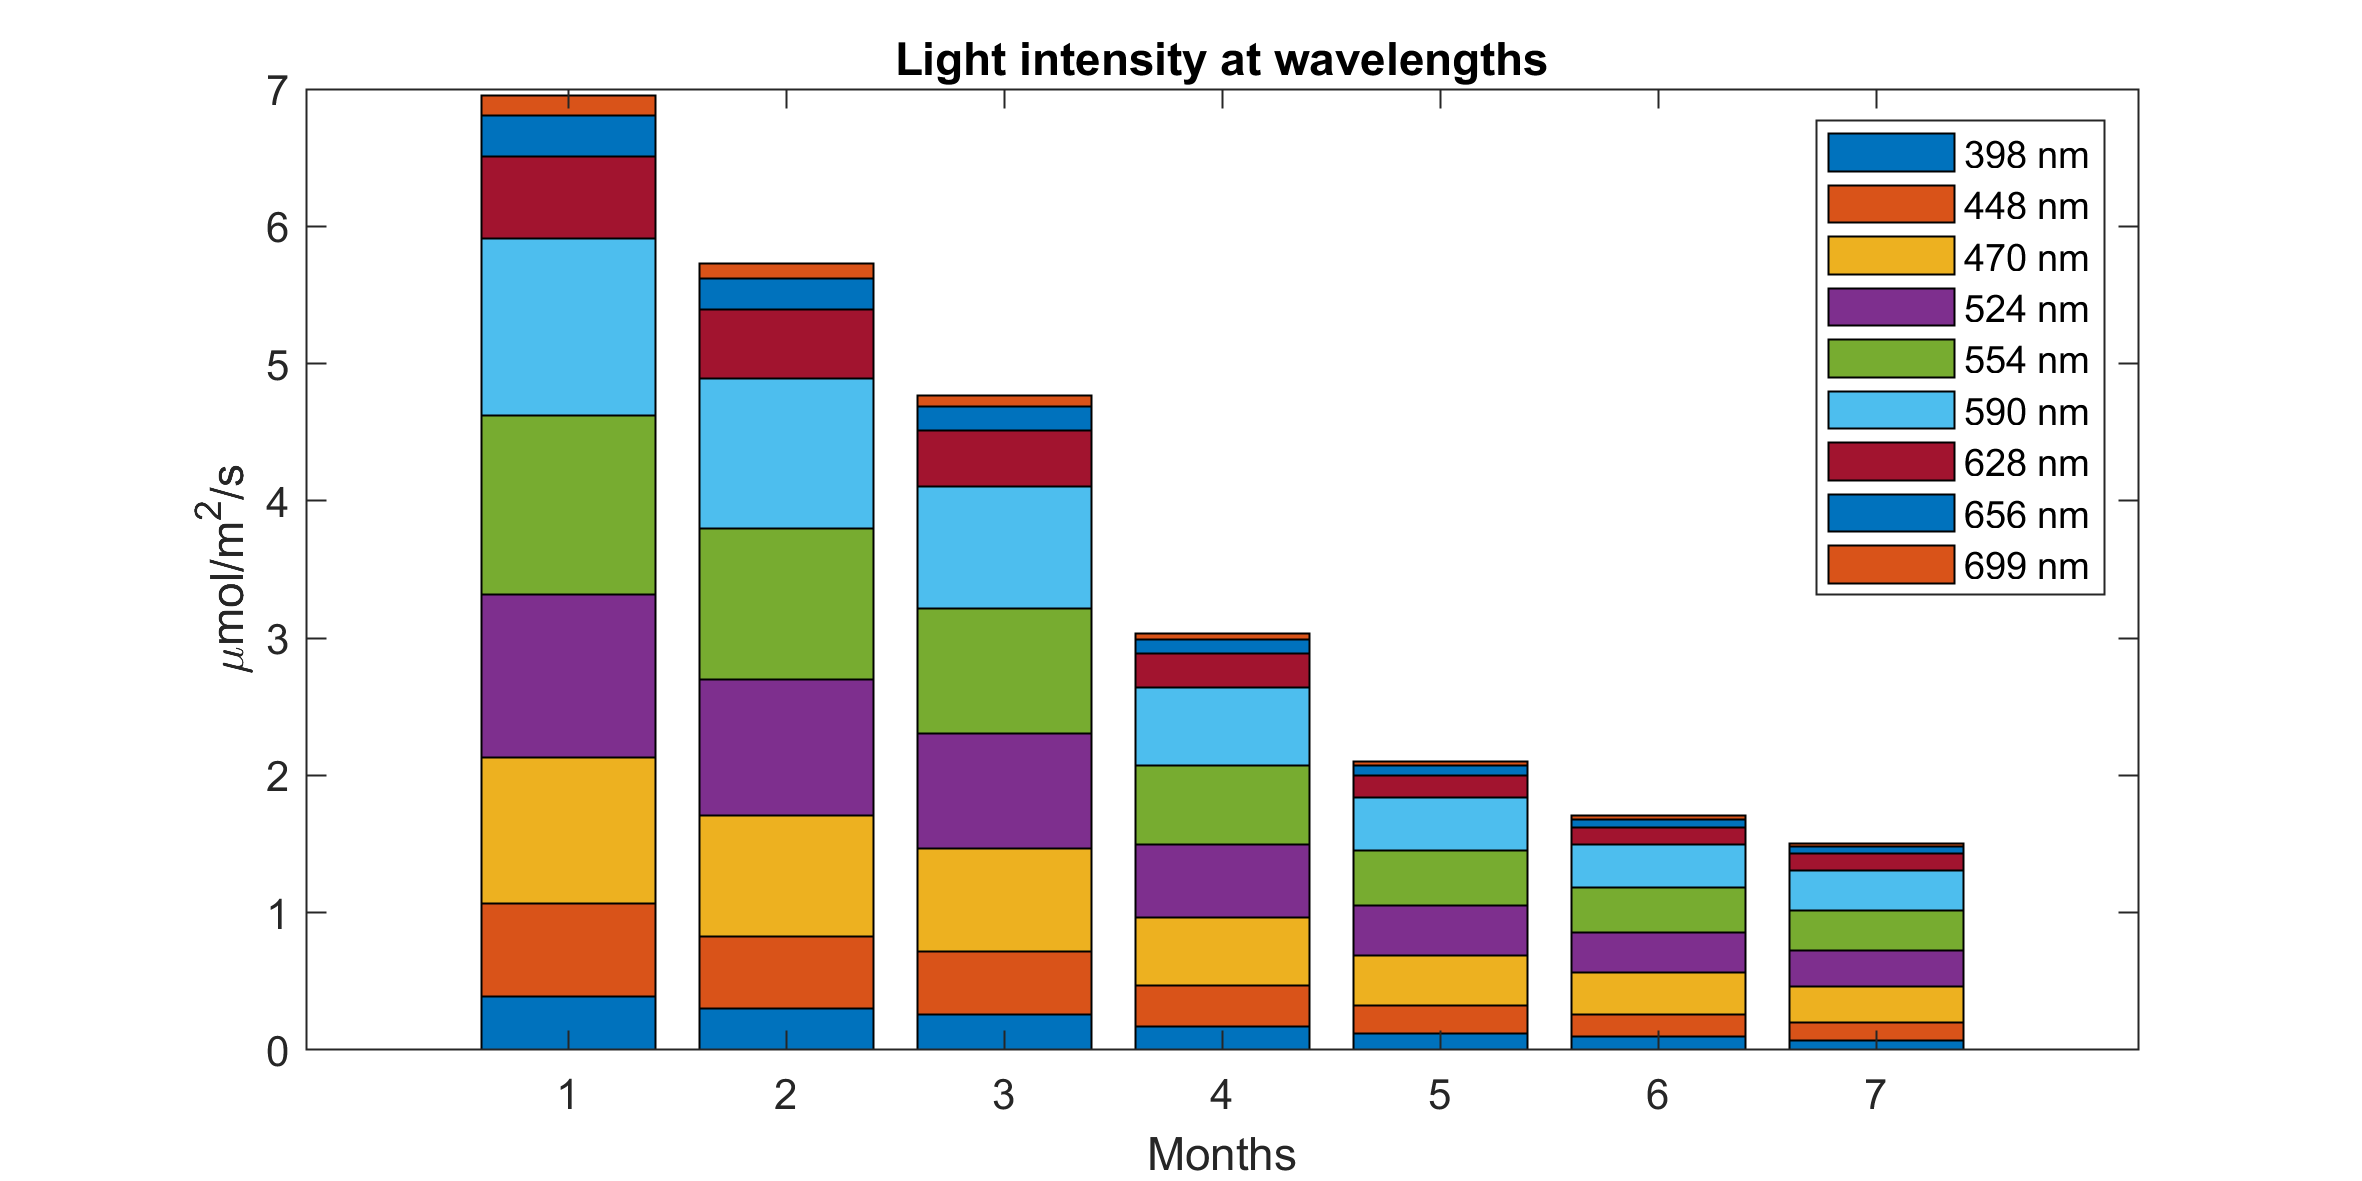 Light intensity at wavelengths
μmol/m²/s
7
6
5
4
3
2
1
0
398 nm
448 nm
470 nm
524 nm
554 nm
590 nm
628 nm
656 nm
699 nm
1 2 3 4 5 6 7
Months